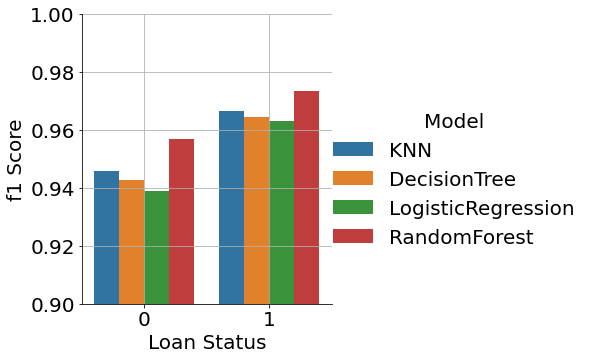 1.00
0.98
0.96
0.94
0.92
0.90
f1 Score
0 1
Loan Status
Model
KNN
DecisionTree
LogisticRegression
RandomForest